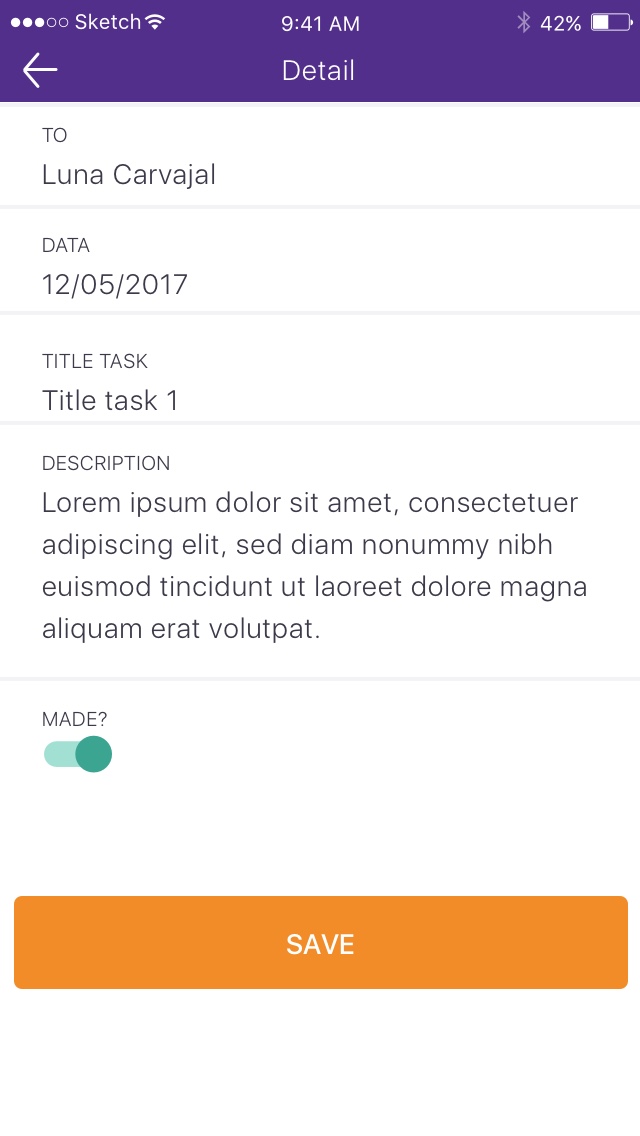 Sketch
9:41 AM
42%
Detail
TO
Luna Carvajal
DATA
12/05/2017
TITLE TASK
Title task 1
DESCRIPTION
Lorem ipsum dolor sit amet, consectetuer
adipiscing elit, sed diam nonummy nibh
euismod tincidunt ut laoreet dolore magna
aliquam erat volutpat.
MADE?
SAVE